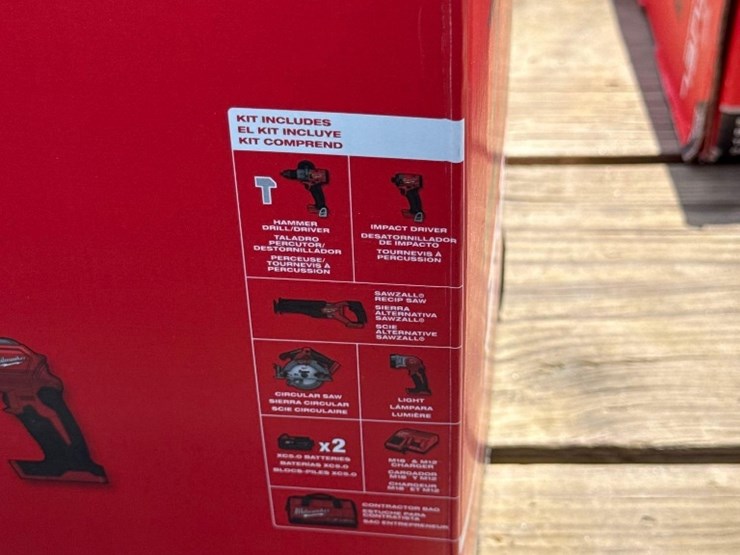 KIT INCLUDES
EL KIT INCLUYE
KIT COMPREND
HAMMER
DRILL/DRIVER
TALADRO
PERCUTOR/
DESTORNILLADOR
PERCEUSE/
TOURNEVIS À
PERCUSSION
IMPACT DRIVER
DESATORNILLADOR
DE IMPACTO
TOURNEVIS À
PERCUSSION
SAWZALL®
RECIP SAW
SIERRA
ALTERNATIVA
SAWZALL®
SCIE
ALTERNATIVE
SAWZALL®
CIRCULAR SAW
SIERRA CIRCULAR
SCIE CIRCULAIRE
LIGHT
LÁMPARA
LUMIÈRE
x2
XC5.0 BATTERIES
BATERÍAS XC5.0
BLOCS-PILES XC5.0
M18 & M12
CHARGER
CARGADOR
M18 Y M12
CHARGEUR
M18 ET M12
CONTRACTOR BAG
ESTUCHE PARA
CONTRATISTA
SAC ENTREPRENEUR
Milwaukee